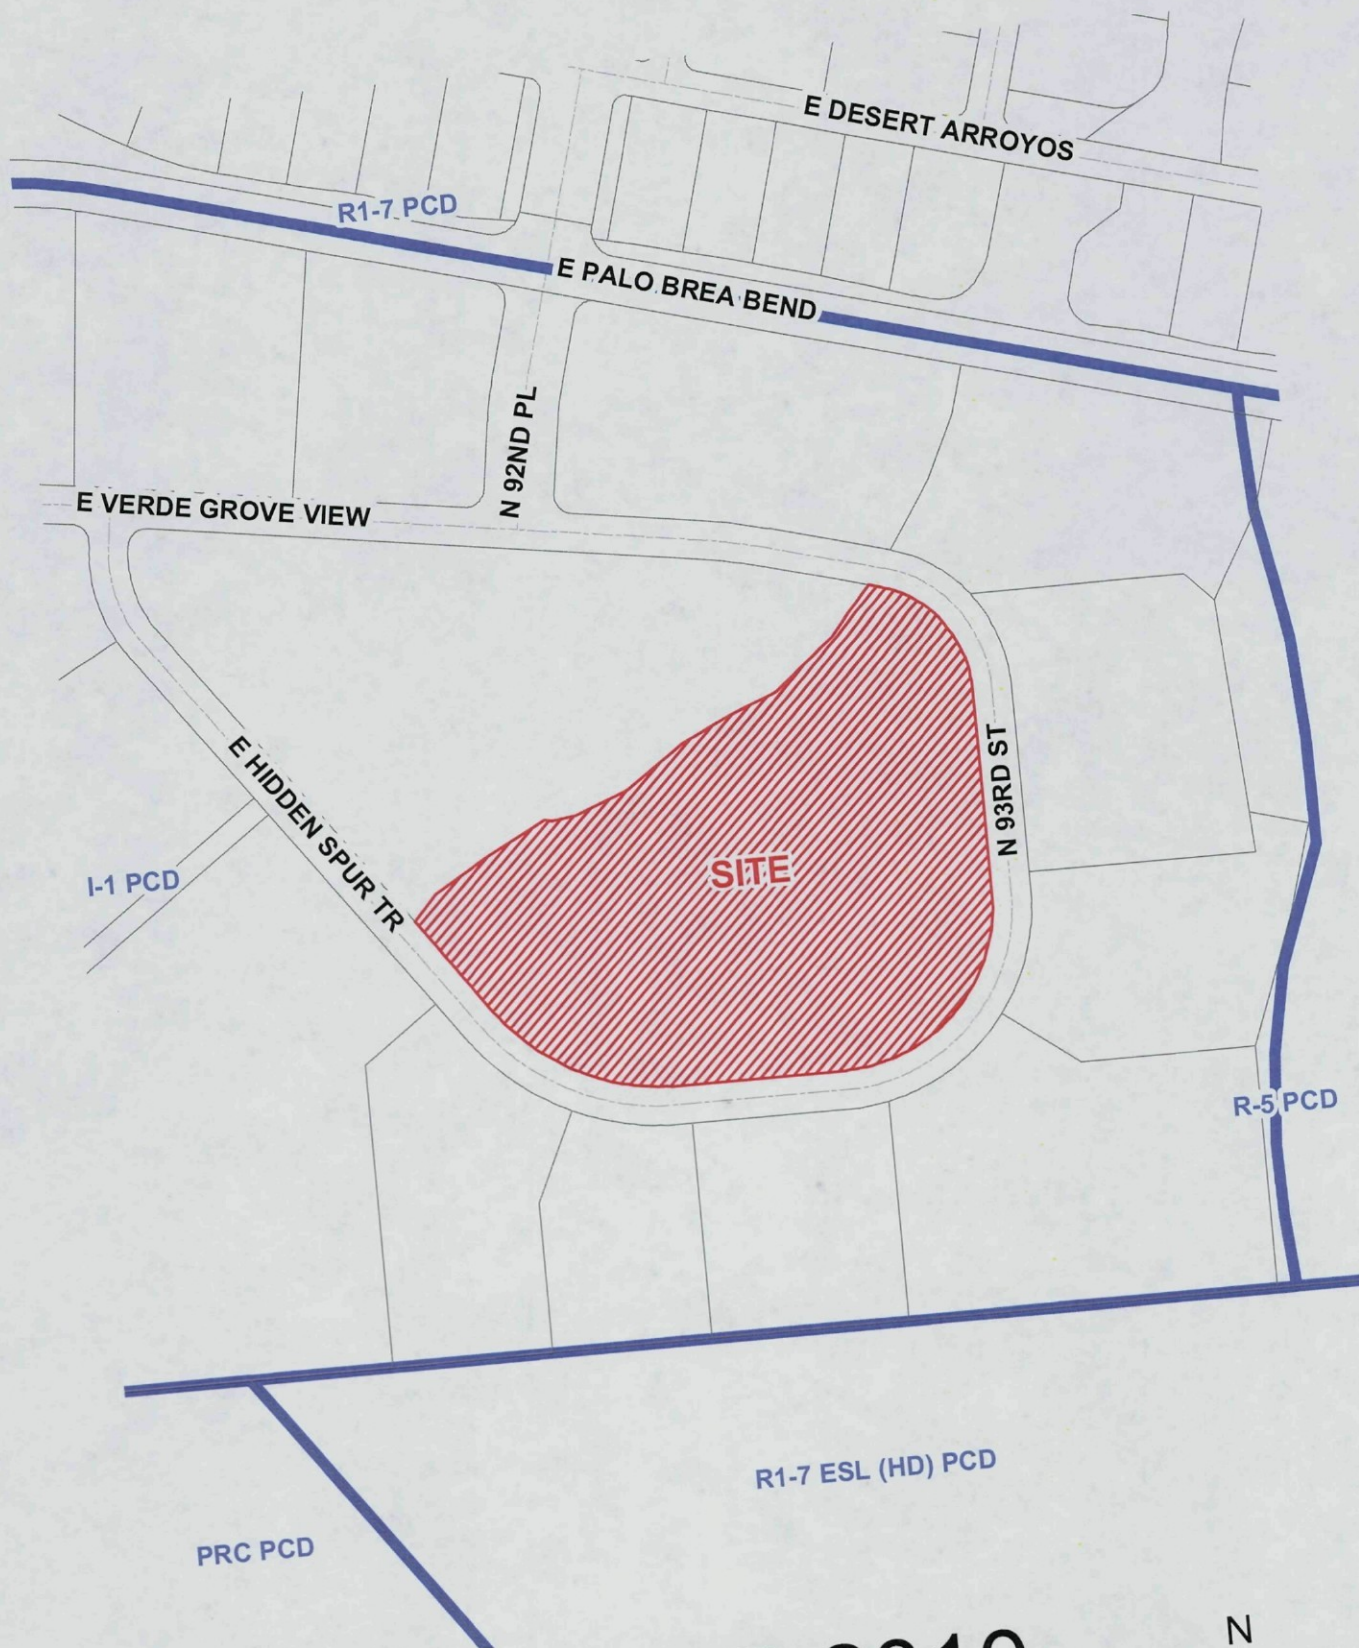 E DESERT ARROYOS
R1-7 PCD
E PALO BREA BEND
N 92ND PL
E VERDE GROVE VIEW
N 93RD ST
E HIDDEN SPUR TR
SITE
I-1 PCD
R-5 PCD
R1-7 ESL (HD) PCD
PRC PCD
N